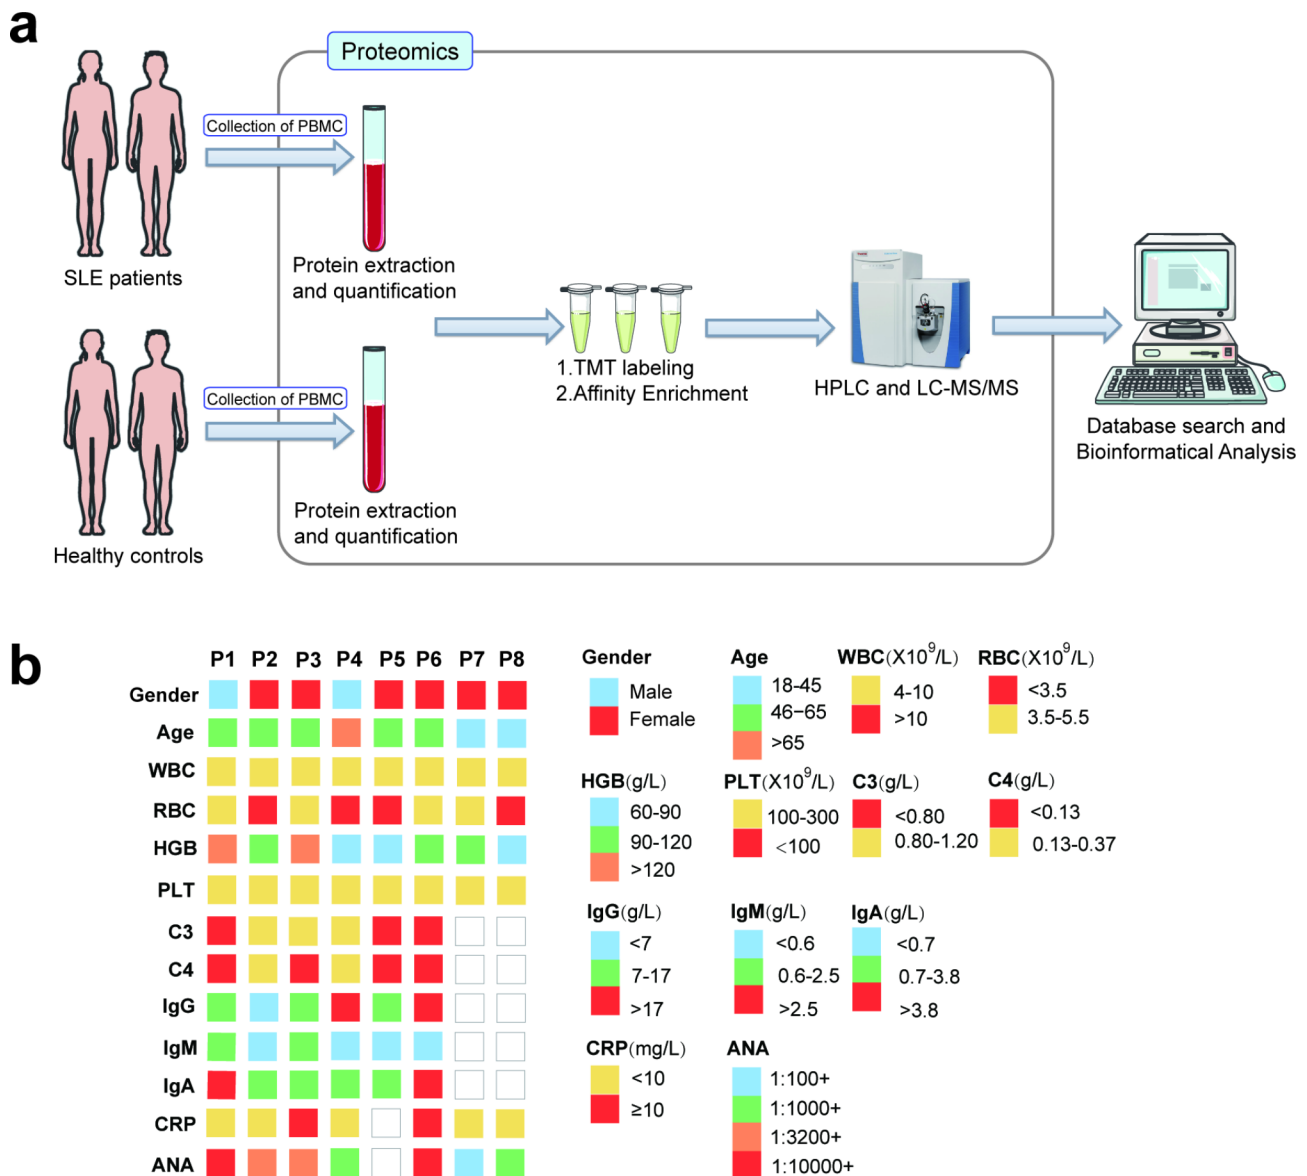 a
Proteomics
Collection of PBMC
SLE patients
Protein extraction
and quantification
Collection of PBMC
Healthy controls
Protein extraction
and quantification
1.TMT labeling
2.Affinity Enrichment
HPLC and LC-MS/MS
Database search and
Bioinformatical Analysis
b
P1 P2 P3 P4 P5 P6 P7 P8
Gender
Age
WBC
RBC
HGB
PLT
C3
C4
IgG
IgM
IgA
CRP
ANA
Gender
Male
Female
Age
18-45
46-65
>65
WBC(X10⁹/L)
4-10
>10
RBC(X10⁹/L)
<3.5
3.5-5.5
HGB(g/L)
60-90
90-120
>120
PLT(X10⁹/L)
100-300
<100
C3(g/L)
<0.80
0.80-1.20
C4(g/L)
<0.13
0.13-0.37
IgG(g/L)
<7
7-17
>17
IgM(g/L)
<0.6
0.6-2.5
>2.5
IgA(g/L)
<0.7
0.7-3.8
>3.8
CRP(mg/L)
<10
≥10
ANA
1:100+
1:1000+
1:3200+
1:10000+